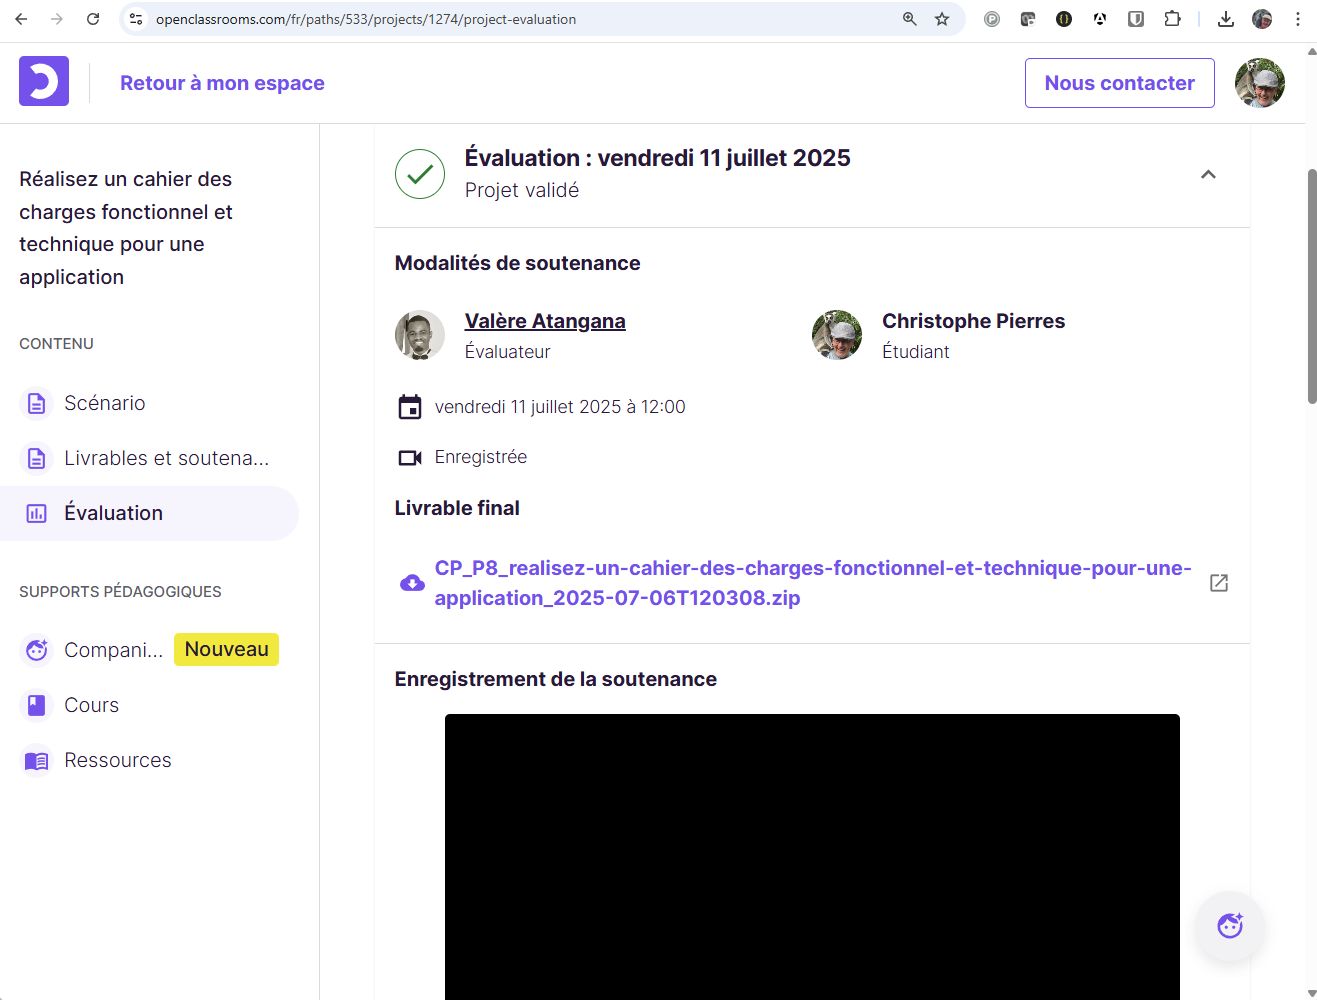 openclassrooms.com/fr/paths/533/projects/1274/project-evaluation
Retour à mon espace
Nous contacter
Réalisez un cahier des
charges fonctionnel et
technique pour une
application
CONTENU
Scénario
Livrables et soutena...
Évaluation
SUPPORTS PÉDAGOGIQUES
Compani... Nouveau
Cours
Ressources
Évaluation : vendredi 11 juillet 2025
Projet validé
Modalités de soutenance
Valère Atangana
Évaluateur
Christophe Pierres
Étudiant
vendredi 11 juillet 2025 à 12:00
Enregistrée
Livrable final
CP_P8_realisez-un-cahier-des-charges-fonctionnel-et-technique-pour-une-
application_2025-07-06T120308.zip
Enregistrement de la soutenance